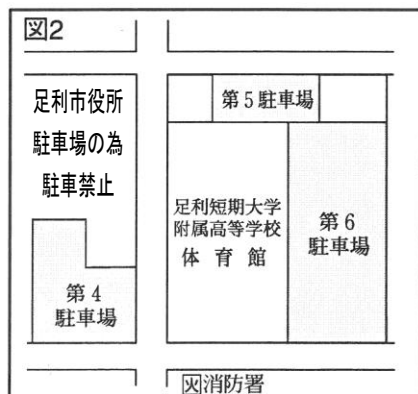 図2
足利市役所
駐車場の為
駐車禁止
第5駐車場
足利短期大学
附属高等学校
体育館
第6
駐車場
第4
駐車場
消防署